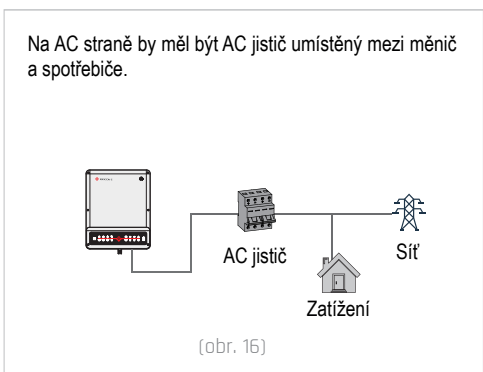 Na AC straně by měl být AC jistič umístěný mezi měnič
a spotřebiče.
AC jistič
Síť
Zatížení
(obr. 16)